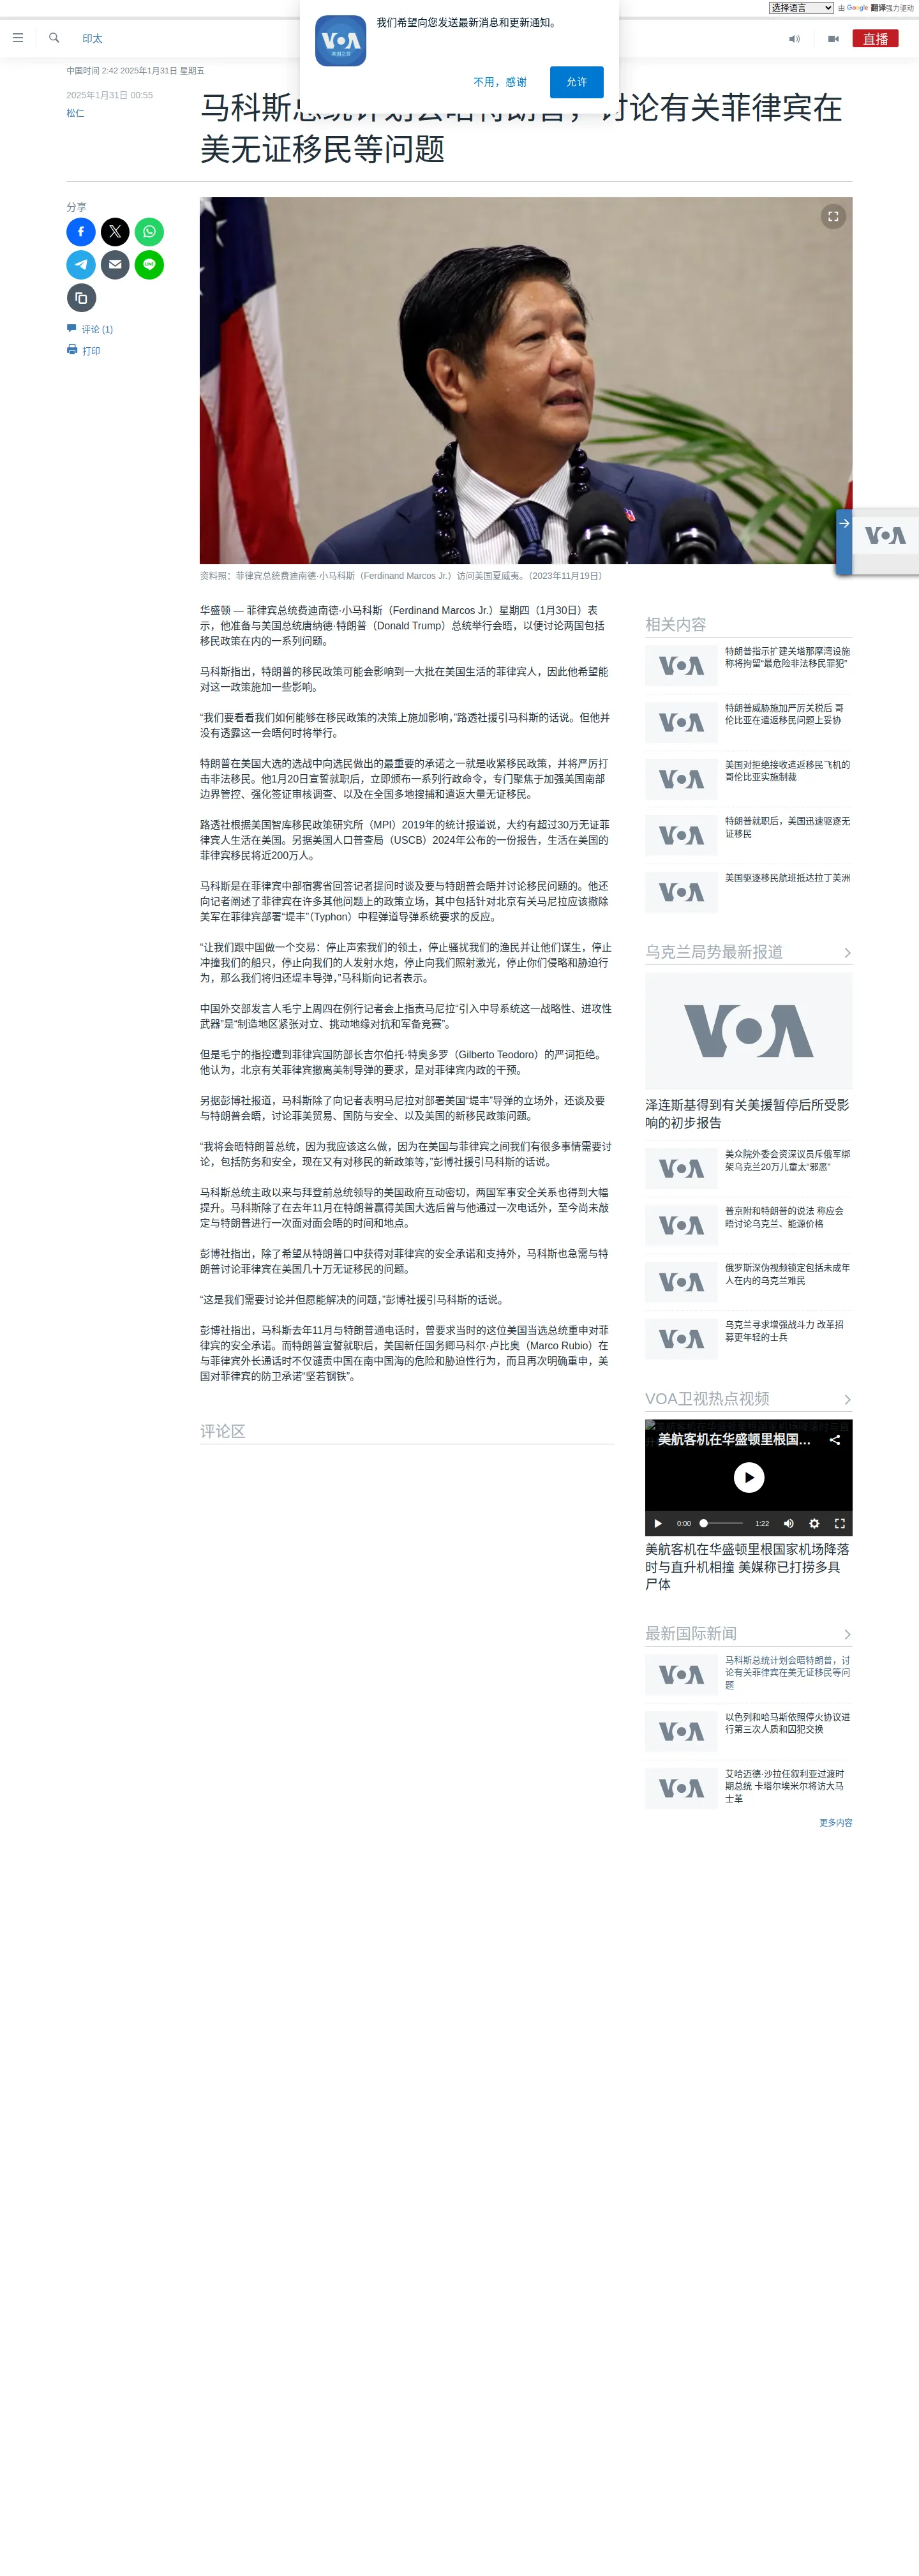 选择语言
由 Google 翻译强力驱动
印太
直播
我们希望向您发送最新消息和更新通知。
不用，感谢
允许
VOA
美国之音
中国时间 2:42 2025年1月31日 星期五
2025年1月31日 00:55
松仁
马科斯总统计划会晤特朗普，讨论有关菲律宾在
美无证移民等问题
分享
评论 (1)
打印
VOA
资料照：菲律宾总统费迪南德·小马科斯（Ferdinand Marcos Jr.）访问美国夏威夷。（2023年11月19日）
华盛顿 — 菲律宾总统费迪南德·小马科斯（Ferdinand Marcos Jr.）星期四（1月30日）表
示，他准备与美国总统唐纳德·特朗普（Donald Trump）总统举行会晤，以便讨论两国包括
移民政策在内的一系列问题。
马科斯指出，特朗普的移民政策可能会影响到一大批在美国生活的菲律宾人，因此他希望能
对这一政策施加一些影响。
“我们要看看我们如何能够在移民政策的决策上施加影响，”路透社援引马科斯的话说。但他并
没有透露这一会晤何时将举行。
特朗普在美国大选的选战中向选民做出的最重要的承诺之一就是收紧移民政策，并将严厉打
击非法移民。他1月20日宣誓就职后，立即颁布一系列行政命令，专门聚焦于加强美国南部
边界管控、强化签证审核调查、以及在全国多地搜捕和遣返大量无证移民。
路透社根据美国智库移民政策研究所（MPI）2019年的统计报道说，大约有超过30万无证菲
律宾人生活在美国。另据美国人口普查局（USCB）2024年公布的一份报告，生活在美国的
菲律宾移民将近200万人。
马科斯是在菲律宾中部宿雾省回答记者提问时谈及要与特朗普会晤并讨论移民问题的。他还
向记者阐述了菲律宾在许多其他问题上的政策立场，其中包括针对北京有关马尼拉应该撤除
美军在菲律宾部署“堤丰”（Typhon）中程弹道导弹系统要求的反应。
“让我们跟中国做一个交易：停止声索我们的领土，停止骚扰我们的渔民并让他们谋生，停止
冲撞我们的船只，停止向我们的人发射水炮，停止向我们照射激光，停止你们侵略和胁迫行
为，那么我们将归还堤丰导弹，”马科斯向记者表示。
中国外交部发言人毛宁上周四在例行记者会上指责马尼拉“引入中导系统这一战略性、进攻性
武器”是“制造地区紧张对立、挑动地缘对抗和军备竞赛”。
但是毛宁的指控遭到菲律宾国防部长吉尔伯托·特奥多罗（Gilberto Teodoro）的严词拒绝。
他认为，北京有关菲律宾撤离美制导弹的要求，是对菲律宾内政的干预。
另据彭博社报道，马科斯除了向记者表明马尼拉对部署美国“堤丰”导弹的立场外，还谈及要
与特朗普会晤，讨论菲美贸易、国防与安全、以及美国的新移民政策问题。
“我将会晤特朗普总统，因为我应该这么做，因为在美国与菲律宾之间我们有很多事情需要讨
论，包括防务和安全，现在又有对移民的新政策等，”彭博社援引马科斯的话说。
马科斯总统主政以来与拜登前总统领导的美国政府互动密切，两国军事安全关系也得到大幅
提升。马科斯除了在去年11月在特朗普赢得美国大选后曾与他通过一次电话外，至今尚未敲
定与特朗普进行一次面对面会晤的时间和地点。
彭博社指出，除了希望从特朗普口中获得对菲律宾的安全承诺和支持外，马科斯也急需与特
朗普讨论菲律宾在美国几十万无证移民的问题。
“这是我们需要讨论并但愿能解决的问题，”彭博社援引马科斯的话说。
彭博社指出，马科斯去年11月与特朗普通电话时，曾要求当时的这位美国当选总统重申对菲
律宾的安全承诺。而特朗普宣誓就职后，美国新任国务卿马科尔·卢比奥（Marco Rubio）在
与菲律宾外长通话时不仅谴责中国在南中国海的危险和胁迫性行为，而且再次明确重申，美
国对菲律宾的防卫承诺“坚若钢铁”。
评论区
相关内容
VOA
特朗普指示扩建关塔那摩湾设施
称将拘留“最危险非法移民罪犯”
VOA
特朗普威胁施加严厉关税后 哥
伦比亚在遣返移民问题上妥协
VOA
美国对拒绝接收遣返移民飞机的
哥伦比亚实施制裁
VOA
特朗普就职后，美国迅速驱逐无
证移民
VOA
美国驱逐移民航班抵达拉丁美洲
乌克兰局势最新报道
VOA
泽连斯基得到有关美援暂停后所受影
响的初步报告
VOA
美众院外委会资深议员斥俄军绑
架乌克兰20万儿童太“邪恶”
VOA
普京附和特朗普的说法 称应会
晤讨论乌克兰、能源价格
VOA
俄罗斯深伪视频锁定包括未成年
人在内的乌克兰难民
VOA
乌克兰寻求增强战斗力 改革招
募更年轻的士兵
VOA卫视热点视频
美航客机在华盛顿里根国...
0:00
1:22
美航客机在华盛顿里根国家机场降落
时与直升机相撞 美媒称已打捞多具
尸体
最新国际新闻
VOA
马科斯总统计划会晤特朗普，讨
论有关菲律宾在美无证移民等问
题
VOA
以色列和哈马斯依照停火协议进
行第三次人质和囚犯交换
VOA
艾哈迈德·沙拉任叙利亚过渡时
期总统 卡塔尔埃米尔将访大马
士革
更多内容